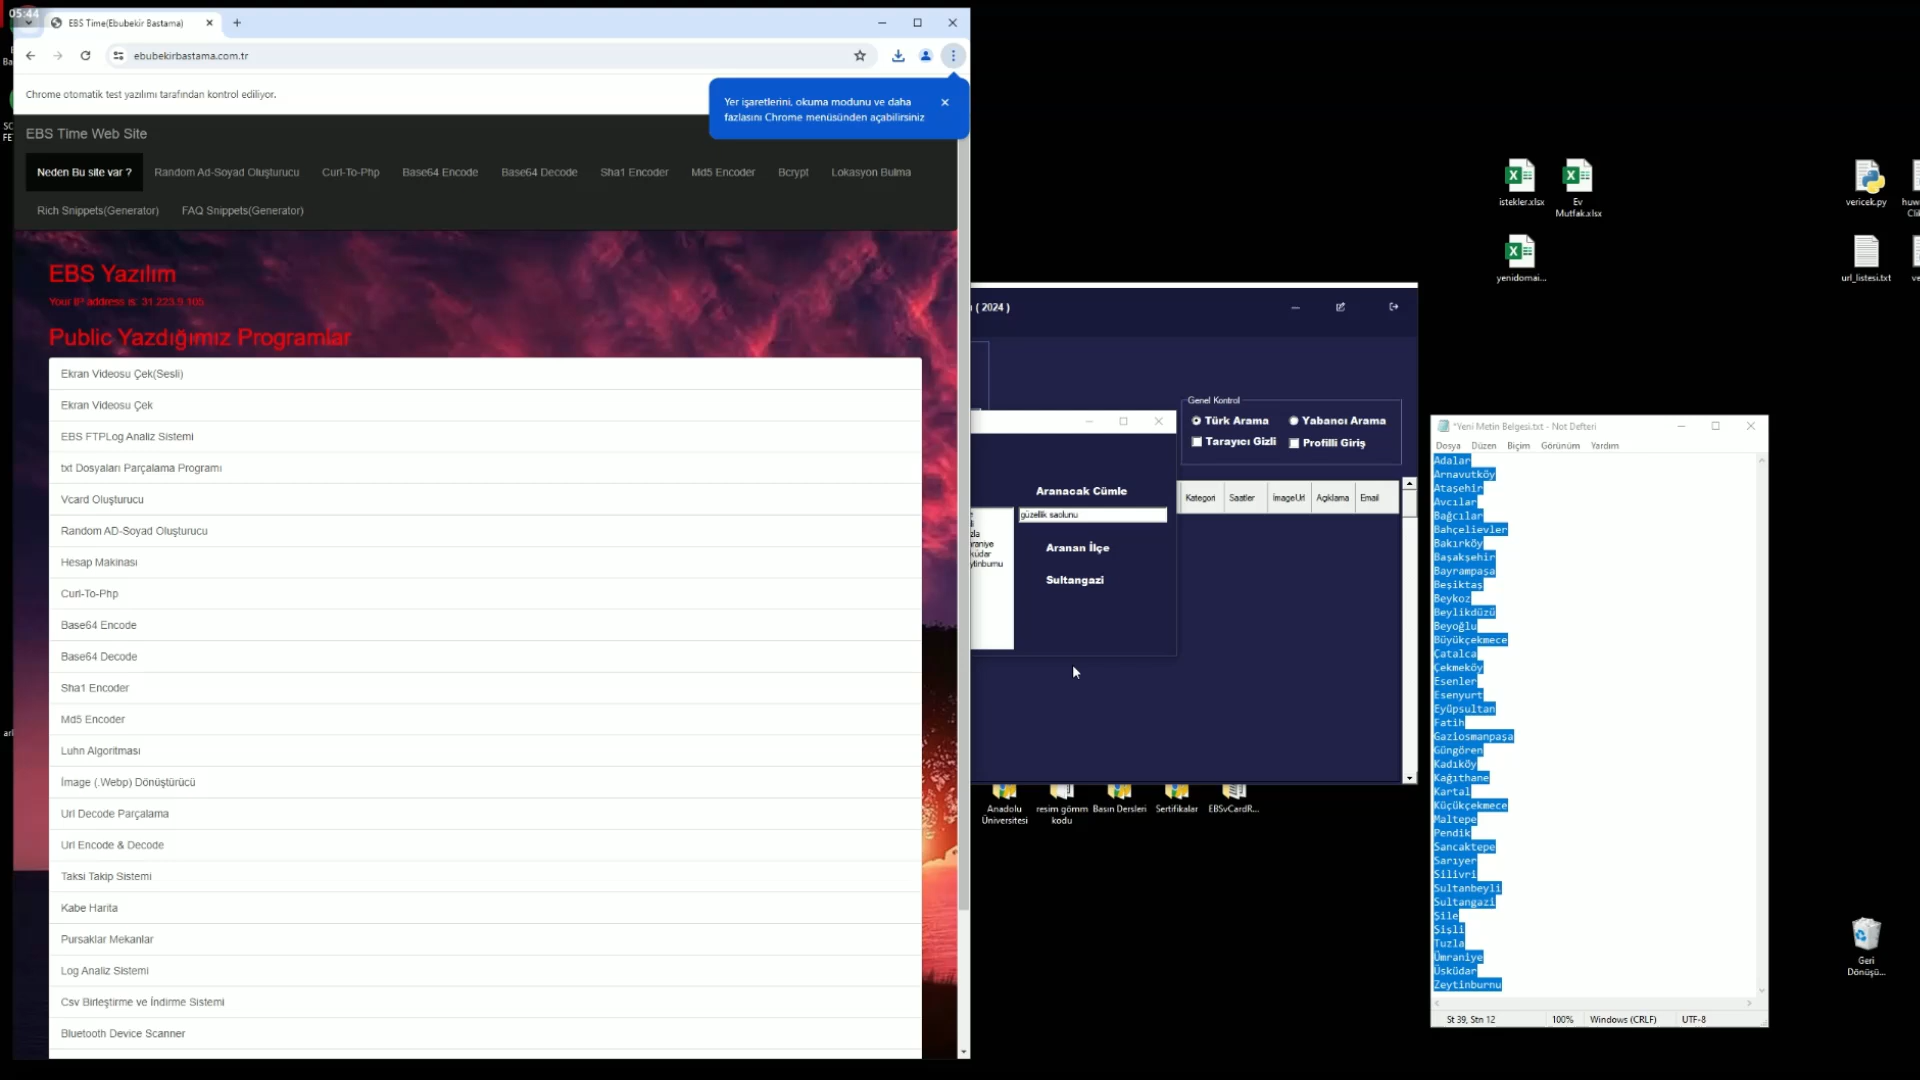 05:44
EBS Time(Ebubekir Bastama)
ebubekirbastama.com.tr
Chrome otomatik test yazılımı tarafından kontrol ediliyor.
Yer işaretlerini, okuma modunu ve daha
fazlasını Chrome menüsünden açabilirsiniz
EBS Time Web Site
Neden Bu site var ?
Random Ad-Soyad Oluşturucu
Curl-To-Php
Base64 Encode
Base64 Decode
Sha1 Encoder
Md5 Encoder
Bcrypt
Lokasyon Bulma
Rich Snippets(Generator)
FAQ Snippets(Generator)
EBS Yazılım
Your IP address is: 31.223.9.105
Public Yazdığımız Programlar
Ekran Videosu Çek(Sesli)
Ekran Videosu Çek
EBS FTPLog Analiz Sistemi
txt Dosyaları Parçalama Programı
Vcard Oluşturucu
Random AD-Soyad Oluşturucu
Hesap Makinası
Curl-To-Php
Base64 Encode
Base64 Decode
Sha1 Encoder
Md5 Encoder
Luhn Algoritması
İmage (.Webp) Dönüştürücü
Url Decode Parçalama
Url Encode & Decode
Taksi Takip Sistemi
Kabe Harita
Pursaklar Mekanlar
Log Analiz Sistemi
Csv Birleştirme ve İndirme Sistemi
Bluetooth Device Scanner
( 2024 )
Genel Kontrol
Türk Arama
Yabancı Arama
Tarayıcı Gizli
Profilli Giriş
Kategori
Saatler
İmageUrl
Açıklama
Email
Aranacak Cümle
güzellik saolunu
Aranan İlçe
Sultangazi
Anadolu
Üniversitesi
resim gömm
kodu
Basın Dersleri
Sertifikalar
EBSvCardR...
istekler.xlsx
Ev
Mutfak.xlsx
yenidomai...
vericek.py
url_listesi.txt
*Yeni Metin Belgesi.txt - Not Defteri
Dosya
Düzen
Biçim
Görünüm
Yardım
Adalar
Arnavutköy
Ataşehir
Avcılar
Bağcılar
Bahçelievler
Bakırköy
Başakşehir
Bayrampaşa
Beşiktaş
Beykoz
Beylikdüzü
Beyoğlu
Büyükçekmece
Çatalca
Çekmeköy
Esenler
Esenyurt
Eyüpsultan
Fatih
Gaziosmanpaşa
Güngören
Kadıköy
Kağıthane
Kartal
Küçükçekmece
Maltepe
Pendik
Sancaktepe
Sarıyer
Silivri
Sultanbeyli
Sultangazi
Şile
Şişli
Tuzla
Ümraniye
Üsküdar
Zeytinburnu
St 39, Stn 12
100%
Windows (CRLF)
UTF-8
Geri
Dönüşü...